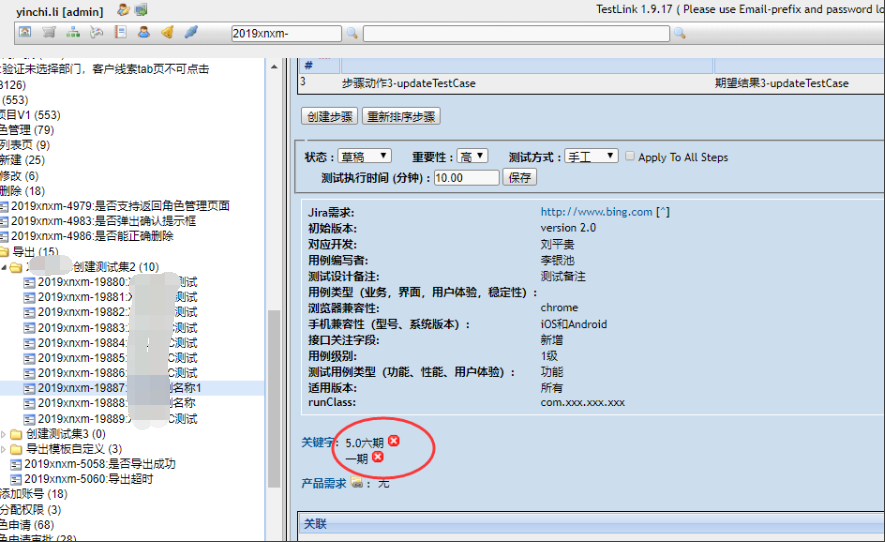 yinchi.li [admin]
TestLink 1.9.17 ( Please use Email-prefix and password lo
2019xnxm-
验证未选择部门，客户线索tab页不可点击
3126)
(553)
项目V1 (553)
色管理 (79)
列表页 (9)
新建 (25)
修改 (6)
删除 (18)
2019xnxm-4979:是否支持返回角色管理页面
2019xnxm-4983:是否弹出确认提示框
2019xnxm-4986:是否能正确删除
导出 (15)
创建测试集2 (10)
2019xnxm-19880: 测试
2019xnxm-19881: 测试
2019xnxm-19882: 测试
2019xnxm-19883: 测试
2019xnxm-19884: C测试
2019xnxm-19885: C测试
2019xnxm-19886: C测试
2019xnxm-19887: 名称1
2019xnxm-19888: 名称
2019xnxm-19889: C测试
创建测试集3 (0)
导出模板自定义 (3)
2019xnxm-5058:是否导出成功
2019xnxm-5060:导出超时
添加账号 (18)
分配权限 (3)
色申请 (68)
色申请审批 (28)
#
3 步骤动作3-updateTestCase 期望结果3-updateTestCase
创建步骤 重新排序步骤
状态： 草稿 重要性： 高 测试方式： 手工 Apply To All Steps
测试执行时间 (分钟) : 10.00 保存
Jira需求: http://www.bing.com [^]
初始版本: version 2.0
对应开发: 刘平贵
用例编写者: 李银池
测试设计备注: 测试备注
用例类型（业务，界面，用户体验，稳定性）:
浏览器兼容性: chrome
手机兼容性（型号、系统版本）: iOS和Android
接口关注字段: 新增
用例级别: 1级
测试用例类型（功能、性能、用户体验）: 功能
适用版本: 所有
runClass: com.xxx.xxx.xxx
关键字: 5.0六期
一期
产品需求 : 无
关联